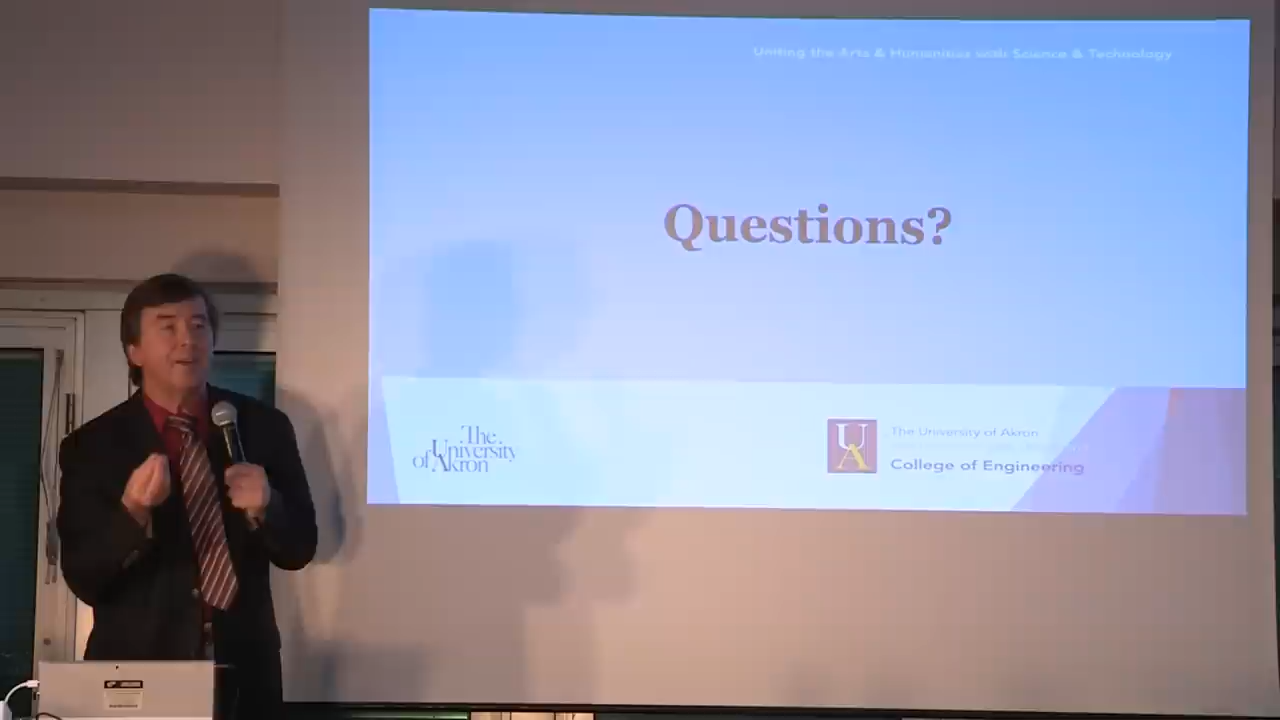 Uniting the Arts & Humanities with Science & Technology
Questions?
The
University
of Akron
UA
The University of Akron
College of Engineering